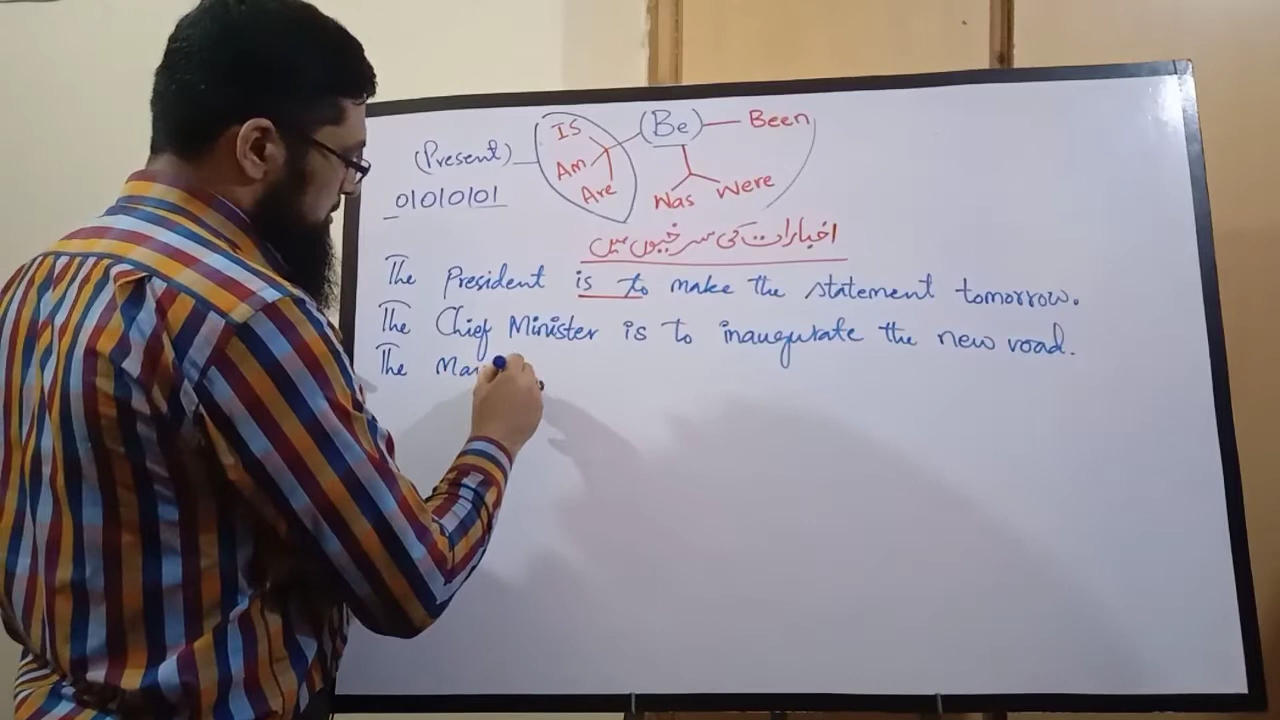 (Be) Been
Is
Am
Are
(Present)
Was Were
01010101
اخبارات کی سرخیوں میں
The President is to make the statement tomorrow.
The Chief Minister is to inaugurate the new road.
The Man